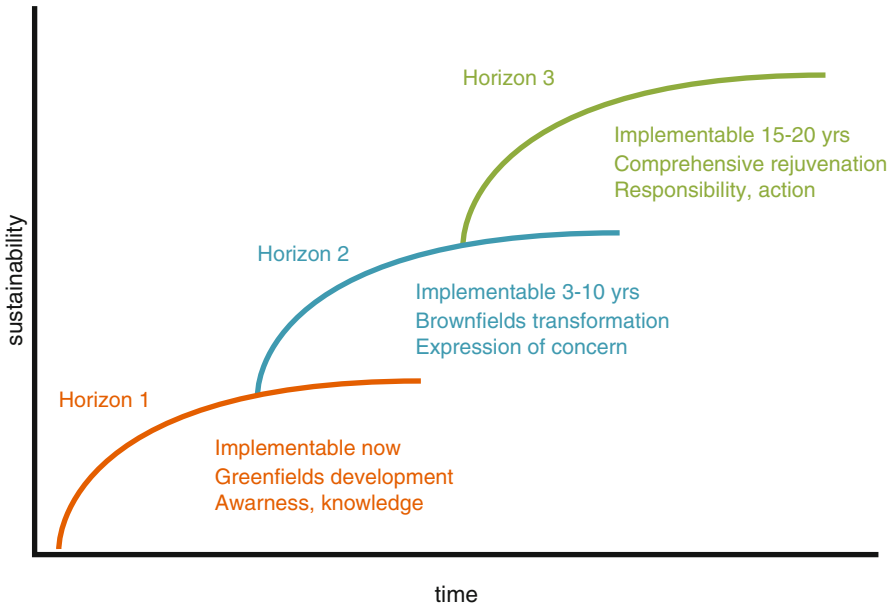 Horizon 3
Implementable 15-20 yrs
Comprehensive rejuvenation
Responsibility, action
Horizon 2
Implementable 3-10 yrs
Brownfields transformation
Expression of concern
sustainability
Horizon 1
Implementable now
Greenfields development
Awarness, knowledge
time